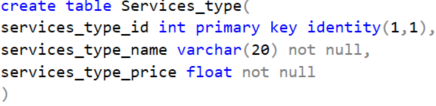 create table Services_type(
services_type_id int primary key identity(1,1),
services_type_name varchar(20) not null,
services_type_price float not null
)